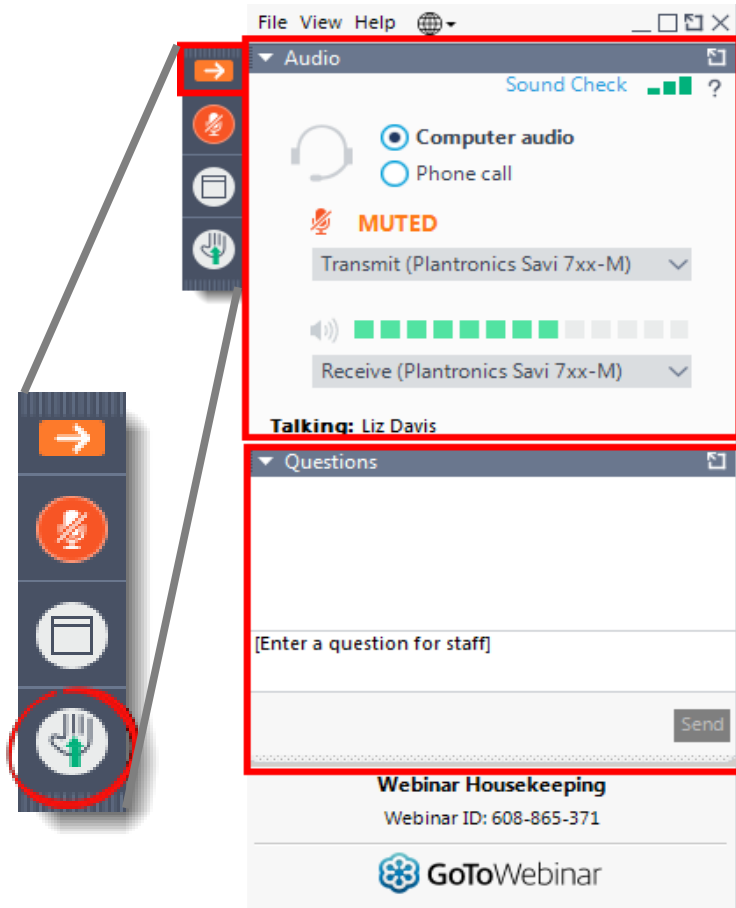 File View Help
Audio
Sound Check ?
Computer audio
Phone call
MUTED
Transmit (Plantronics Savi 7xx-M)
Receive (Plantronics Savi 7xx-M)
Talking: Liz Davis
Questions
[Enter a question for staff]
Send
Webinar Housekeeping
Webinar ID: 608-865-371
GoToWebinar